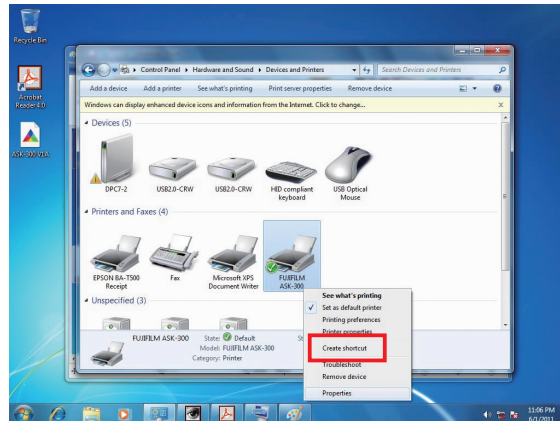 Recycle Bin
Acrobat
Reader 4.0
Control Panel
Hardware and Sound
Devices and Printers
Search Devices and Printers
Add a device
Add a printer
See what's printing
Print server properties
Remove device
Windows can display enhanced device icons and information from the Internet. Click to change...
Devices (5)
DPC7-2
USB2.0-CRW
USB2.0-CRW
HID compliant
keyboard
USB Optical
Mouse
Printers and Faxes (4)
EPSON BA-T500
Receipt
Fax
Microsoft XPS
Document Writer
FUJIFILM
ASK-300
See what's printing
Set as default printer
Printing preferences
Printer properties
Create shortcut
Troubleshoot
Remove device
Properties
Unspecified (3)
FUJIFILM ASK-300
State: Default
Model: FUJIFILM ASK-300
Category: Printer
11:06 PM
6/1/2011